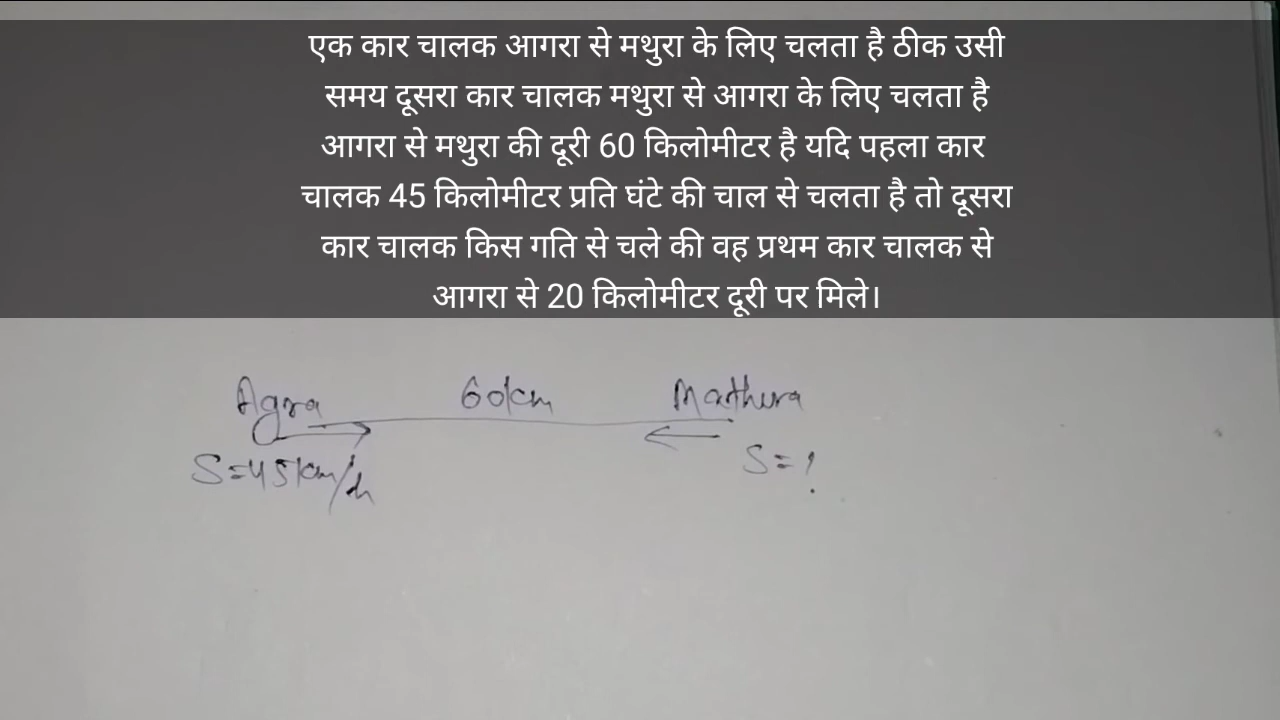 एक कार चालक आगरा से मथुरा के लिए चलता है ठीक उसी
समय दूसरा कार चालक मथुरा से आगरा के लिए चलता है
आगरा से मथुरा की दूरी 60 किलोमीटर है यदि पहला कार
चालक 45 किलोमीटर प्रति घंटे की चाल से चलता है तो दूसरा
कार चालक किस गति से चले की वह प्रथम कार चालक से
आगरा से 20 किलोमीटर दूरी पर मिले।
Agra 60km Mathura
S=45km/h S=?